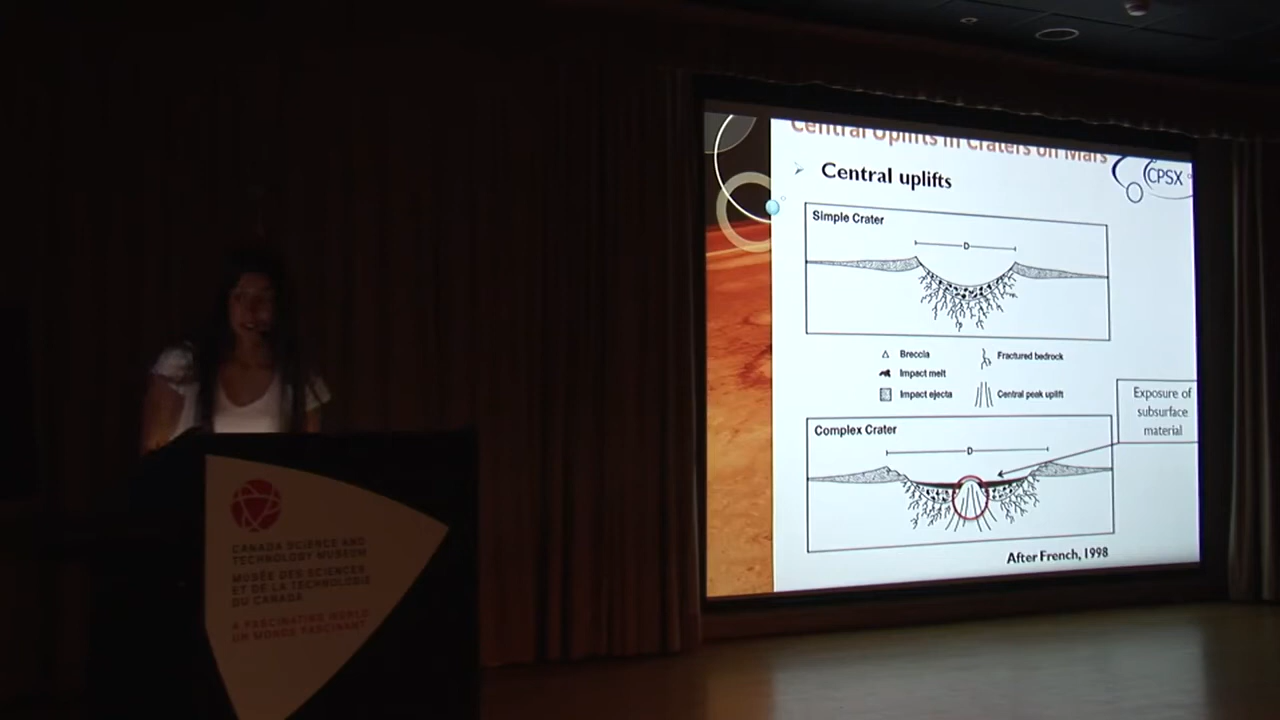 Central Uplifts in Craters on Mars
CPSX
Central uplifts
Simple Crater
D
Breccia
Fractured bedrock
Impact melt
Impact ejecta
Central peak uplift
Exposure of
subsurface
material
Complex Crater
D
After French, 1998
CANADA SCIENCE AND
TECHNOLOGY MUSEUM
MUSÉE DES SCIENCES
ET DE LA TECHNOLOGIE
DU CANADA
A FASCINATING WORLD
UN MONDE FASCINANT